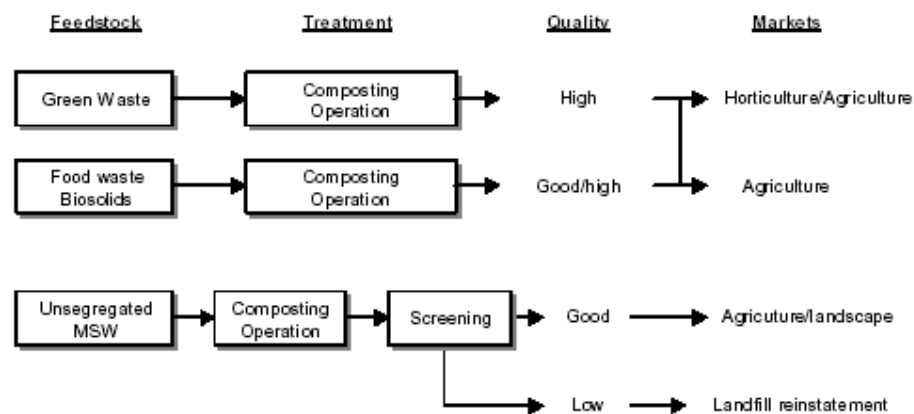 Feedstock Treatment Quality Markets
Green Waste
Composting
Operation
High
Horticulture/Agriculture
Food waste
Biosolids
Composting
Operation
Good/high
Agriculture
Unsegregated
MSW
Composting
Operation
Screening
Good
Agricuture/landscape
Low
Landfill reinstatement